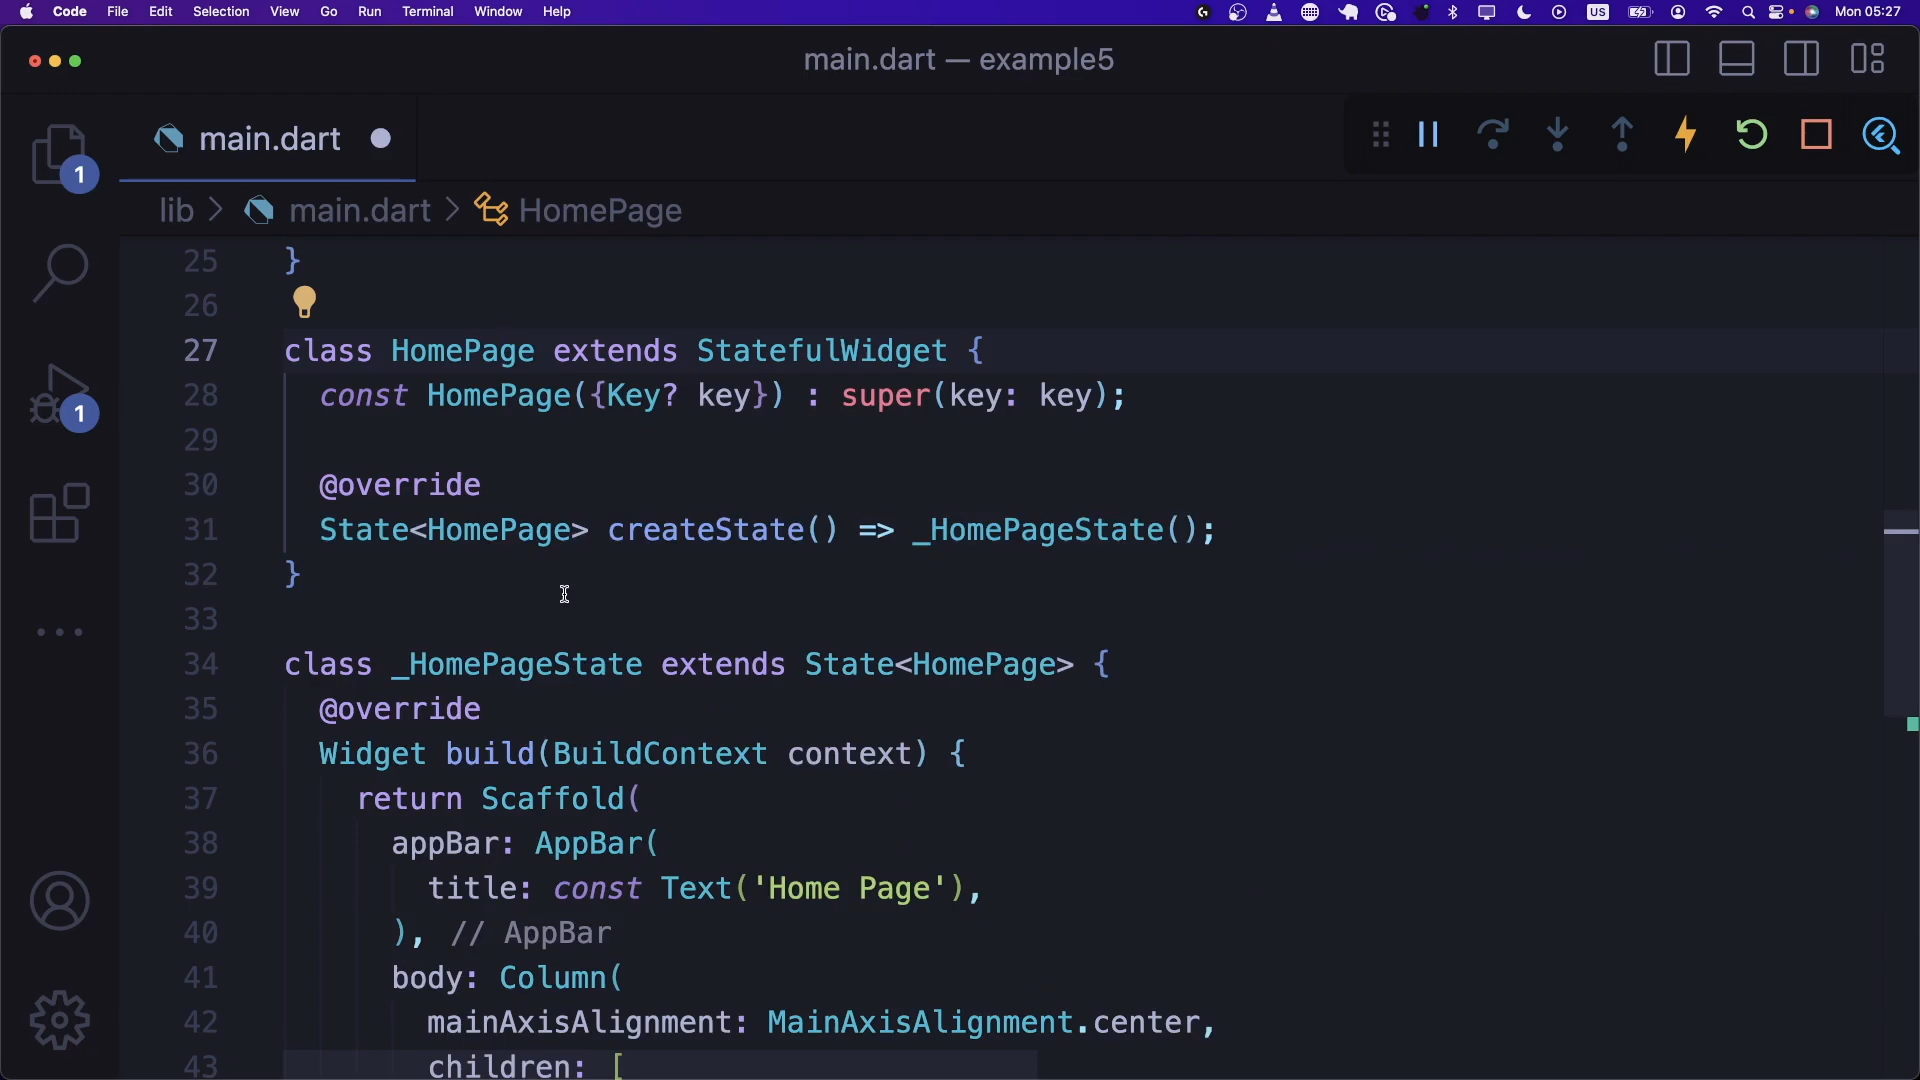 Code File Edit Selection View Go Run Terminal Window Help US Mon 05:27
main.dart — example5
main.dart
1
lib > main.dart > HomePage
25 }
26
27 class HomePage extends StatefulWidget {
28 const HomePage({Key? key}) : super(key: key);
29
30 @override
31 State<HomePage> createState() => _HomePageState();
1
32 }
33
34 class _HomePageState extends State<HomePage> {
35 @override
36 Widget build(BuildContext context) {
37 return Scaffold(
38 appBar: AppBar(
39 title: const Text('Home Page'),
40 ), // AppBar
41 body: Column(
42 mainAxisAlignment: MainAxisAlignment.center,
43 children: [